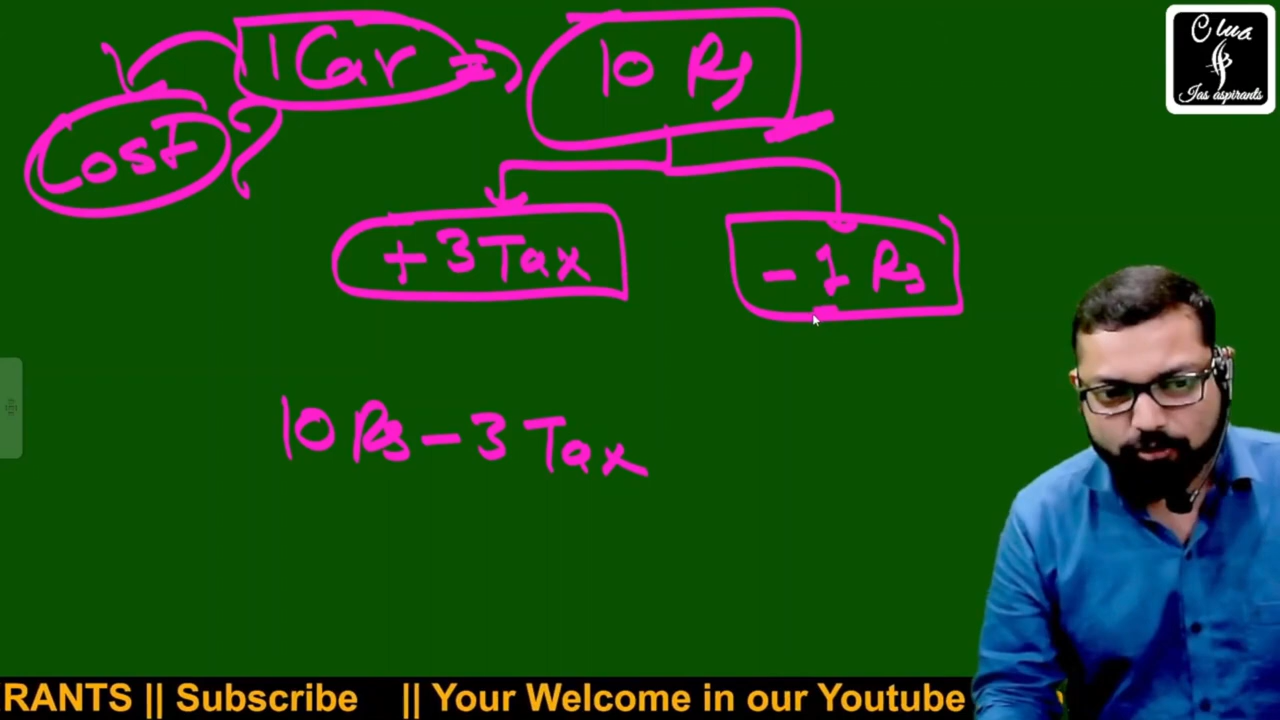 1 Car => 10 Rs
Cost ?
+ 3 Tax
- 1 Rs
10 Rs - 3 Tax
Clua
Ias aspirants
RANTS || Subscribe || Your Welcome in our Youtube